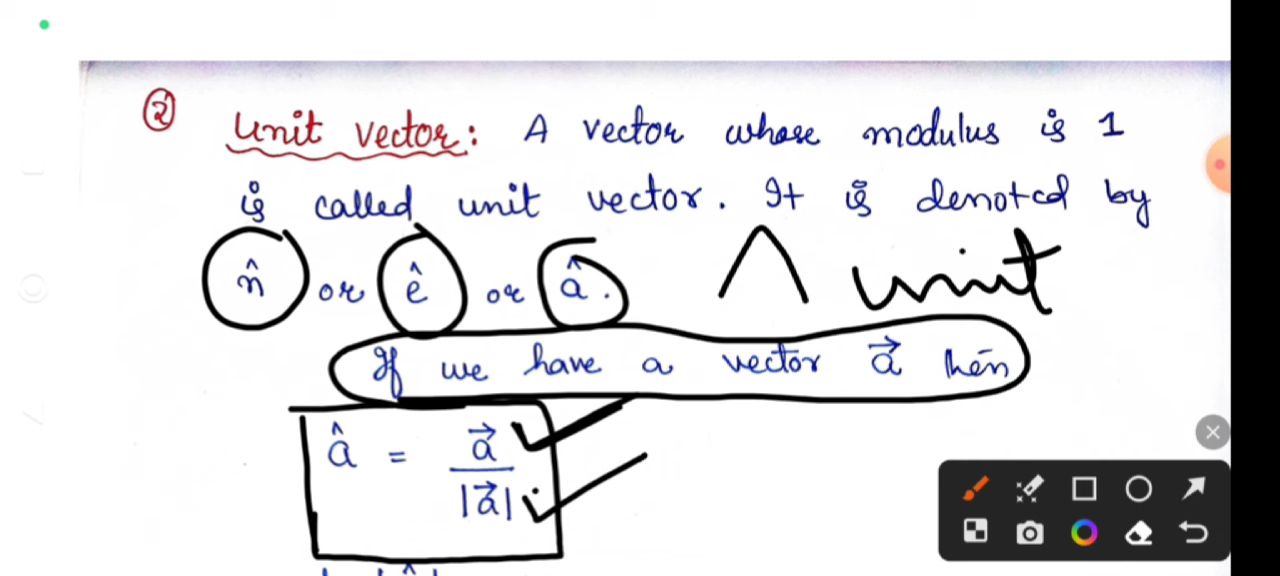 ② Unit vector: A vector whose modulus is 1
is called unit vector. It is denoted by
n̂ or ê or â. ∧ unit
If we have a vector a⃗ then
â = a⃗ / |a⃗|